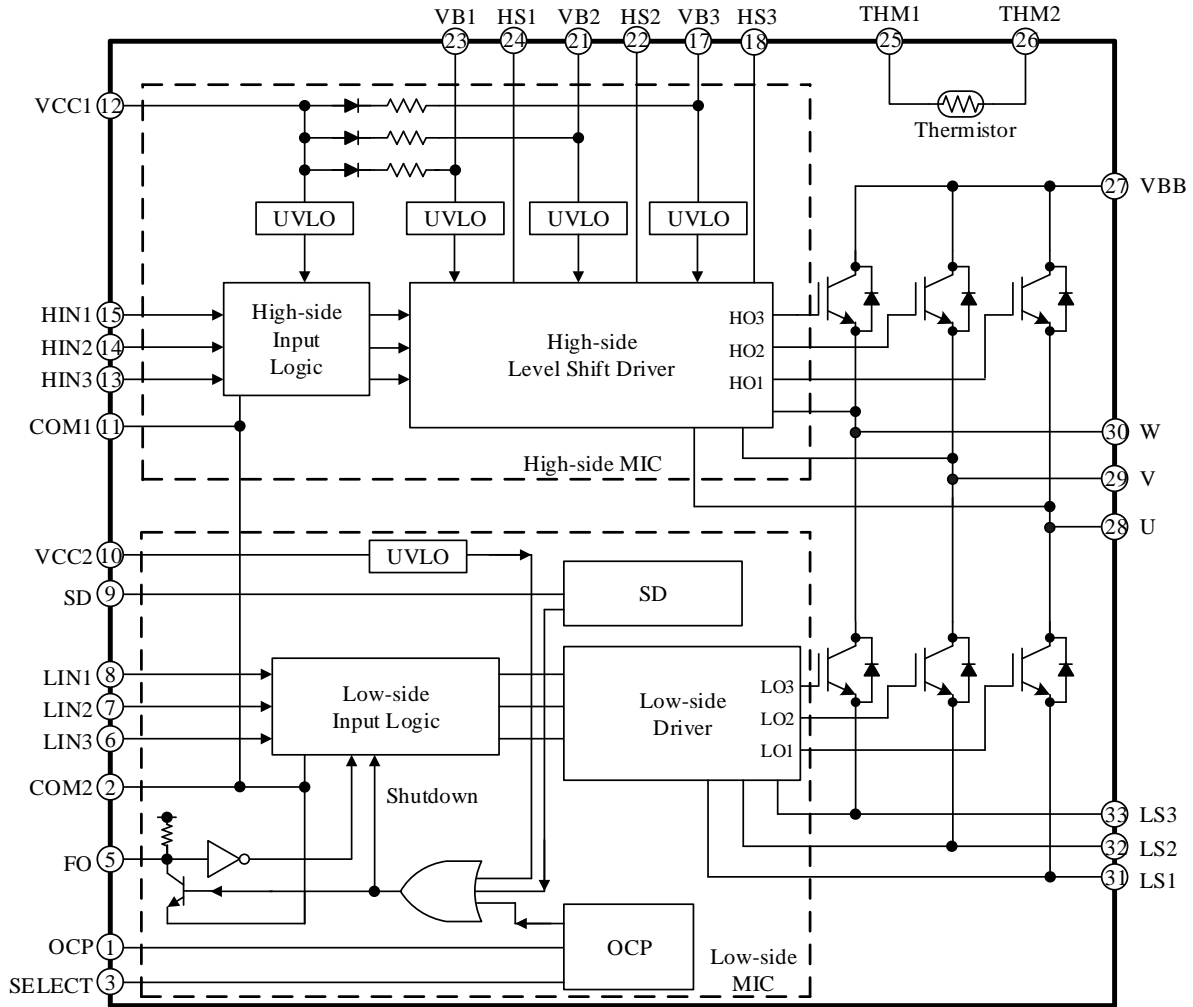 VB1 HS1 VB2 HS2 VB3 HS3 THM1 THM2
23 24 21 22 17 18 25 26
VCC1 12
Thermistor
27 VBB
UVLO UVLO UVLO UVLO
HIN1 15
HIN2 14
HIN3 13
COM1 11
High-side
Input
Logic
High-side
Level Shift Driver
HO3
HO2
HO1
High-side MIC
30 W
29 V
28 U
VCC2 10
UVLO
SD 9
SD
LIN1 8
LIN2 7
LIN3 6
COM2 2
Low-side
Input Logic
Low-side
Driver
LO3
LO2
LO1
Shutdown
33 LS3
32 LS2
31 LS1
FO 5
OCP 1
OCP
SELECT 3
Low-side
MIC